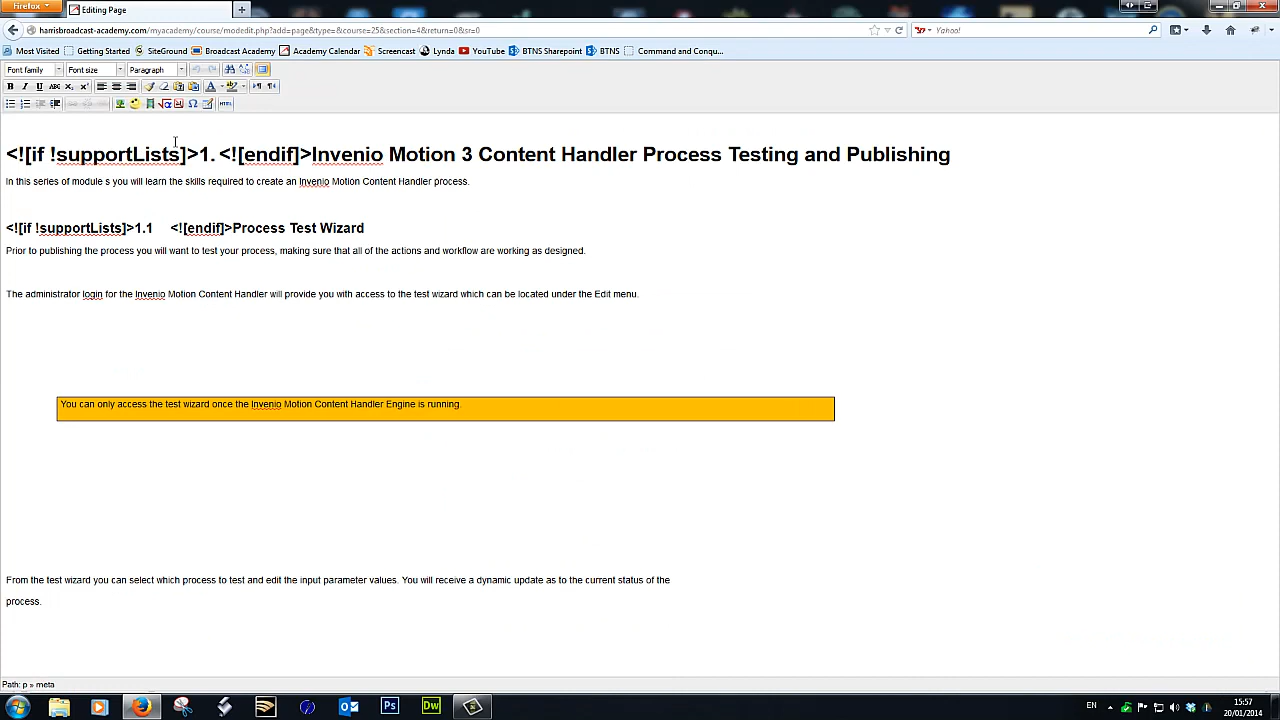 Firefox
Editing Page
harrisbroadcast-academy.com/myacademy/course/modedit.php?add=page&type=&course=25&section=4&return=0&sr=0
Yahoo!
Most Visited Getting Started SiteGround Broadcast Academy Academy Calendar Screencast Lynda YouTube BTNS Sharepoint BTNS Command and Conqu...
Font family Font size Paragraph
B I U ABC X₂ X² A
HTML
<![if !supportLists]>1. <![endif]>Invenio Motion 3 Content Handler Process Testing and Publishing
In this series of module s you will learn the skills required to create an Invenio Motion Content Handler process.
<![if !supportLists]>1.1 <![endif]>Process Test Wizard
Prior to publishing the process you will want to test your process, making sure that all of the actions and workflow are working as designed.
The administrator login for the Invenio Motion Content Handler will provide you with access to the test wizard which can be located under the Edit menu.
You can only access the test wizard once the Invenio Motion Content Handler Engine is running.
From the test wizard you can select which process to test and edit the input parameter values. You will receive a dynamic update as to the current status of the
process.
Path: p » meta
Ps Dw EN 15:57
20/01/2014